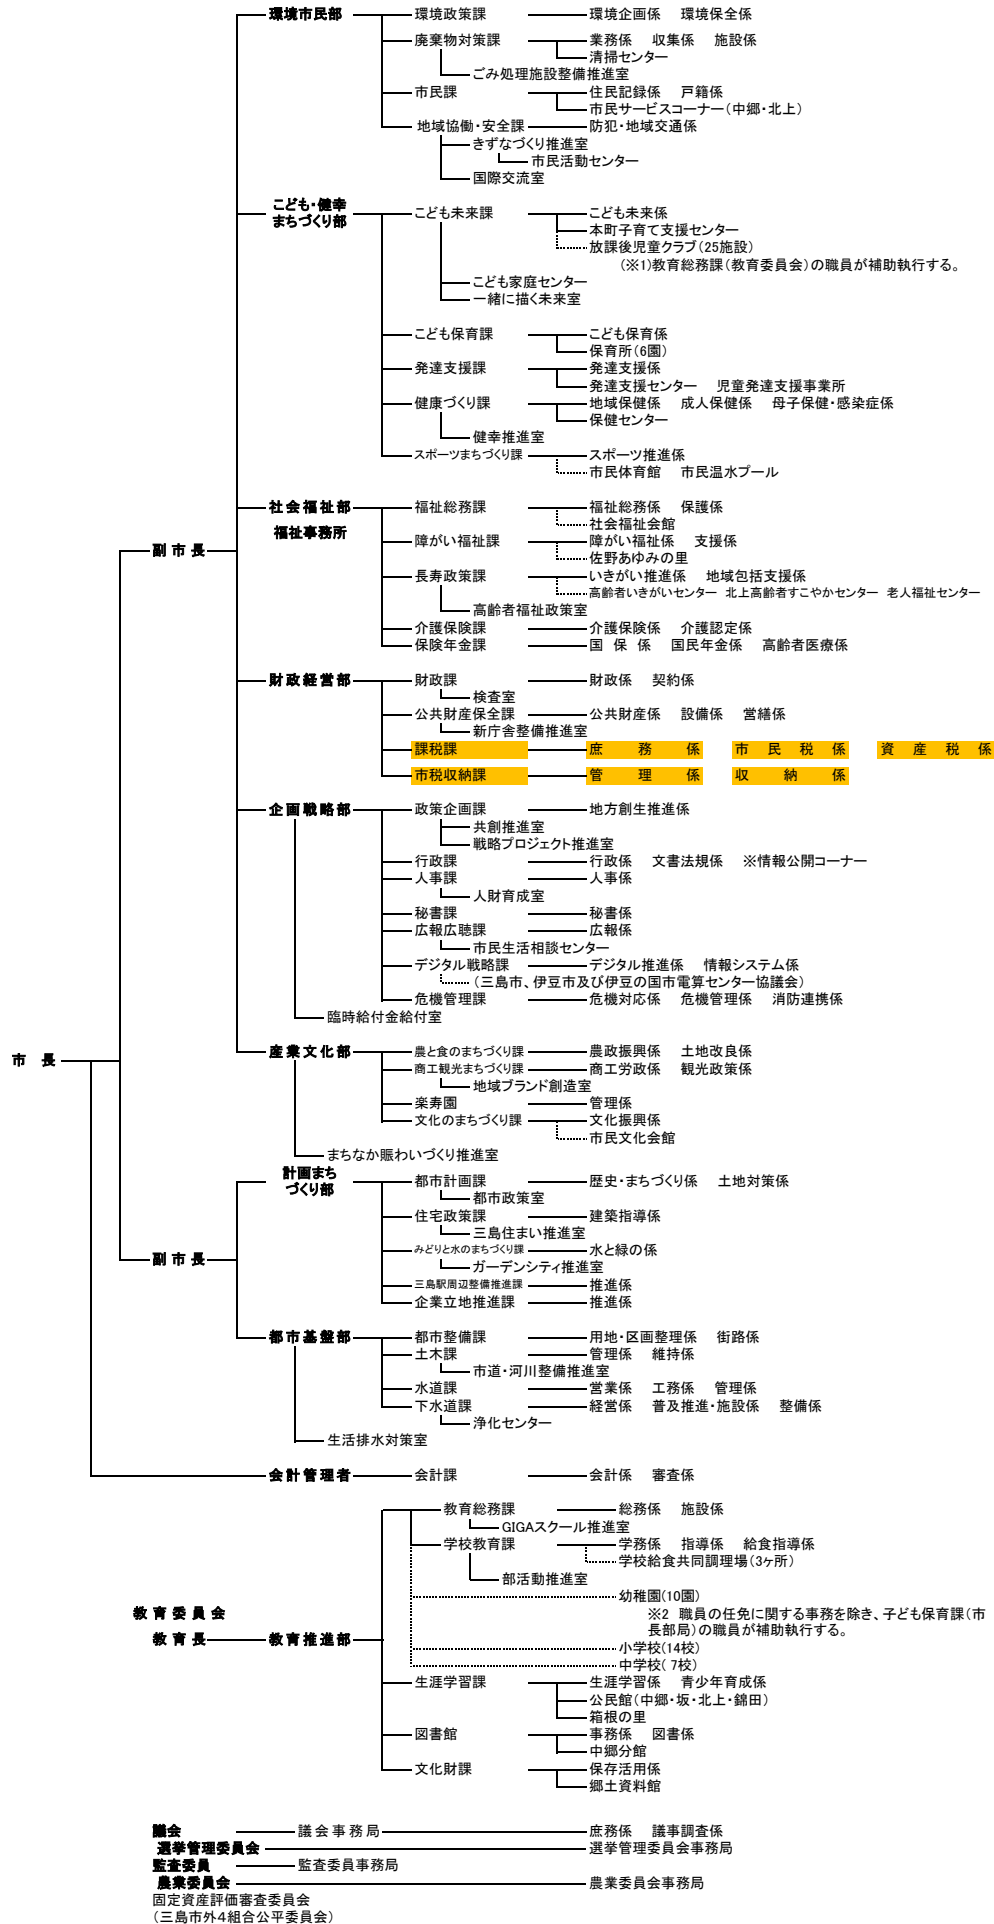 環境市民部 環境政策課 環境企画係 環境保全係
廃棄物対策課 業務係 収集係 施設係
清掃センター
ごみ処理施設整備推進室
市民課 住民記録係 戸籍係
市民サービスコーナー(中郷・北上)
地域協働・安全課 防犯・地域交通係
きずなづくり推進室
市民活動センター
国際交流室
こども・健幸
まちづくり部
こども未来課 こども未来係
本町子育て支援センター
放課後児童クラブ(25施設)
(※1)教育総務課(教育委員会)の職員が補助執行する。
こども家庭センター
一緒に描く未来室
こども保育課 こども保育係
保育所(6園)
発達支援課 発達支援係
発達支援センター 児童発達支援事業所
健康づくり課 地域保健係 成人保健係 母子保健・感染症係
保健センター
健幸推進室
スポーツまちづくり課 スポーツ推進係
市民体育館 市民温水プール
社会福祉部 福祉総務課 福祉総務係 保護係
社会福祉会館
福祉事務所
障がい福祉課 障がい福祉係 支援係
副市長
佐野あゆみの里
長寿政策課 いきがい推進係 地域包括支援係
高齢者いきがいセンター 北上高齢者すこやかセンター 老人福祉センター
高齢者福祉政策室
介護保険課 介護保険係 介護認定係
保険年金課 国保係 国民年金係 高齢者医療係
財政経営部 財政課 財政係 契約係
検査室
公共財産保全課 公共財産係 設備係 営繕係
新庁舎整備推進室
課税課 庶務係 市民税係 資産税係
市税収納課 管理係 収納係
企画戦略部 政策企画課 地方創生推進係
共創推進室
戦略プロジェクト推進室
行政課 行政係 文書法規係 ※情報公開コーナー
人事課 人事係
人財育成室
秘書課 秘書係
広報広聴課 広報係
市民生活相談センター
デジタル戦略課 デジタル推進係 情報システム係
(三島市、伊豆市及び伊豆の国市電算センター協議会)
危機管理課 危機対応係 危機管理係 消防連携係
臨時給付金給付室
産業文化部 農と食のまちづくり課 農政振興係 土地改良係
市長
商工観光まちづくり課 商工労政係 観光政策係
地域ブランド創造室
楽寿園 管理係
文化のまちづくり課 文化振興係
市民文化会館
まちなか賑わいづくり推進室
計画まち
づくり部
都市計画課 歴史・まちづくり係 土地対策係
都市政策室
住宅政策課 建築指導係
三島住まい推進室
みどりと水のまちづくり課 水と緑の係
副市長
ガーデンシティ推進室
三島駅周辺整備推進課 推進係
企業立地推進課 推進係
都市基盤部 都市整備課 用地・区画整理係 街路係
土木課 管理係 維持係
市道・河川整備推進室
水道課 営業係 工務係 管理係
下水道課 経営係 普及推進・施設係 整備係
浄化センター
生活排水対策室
会計管理者 会計課 会計係 審査係
教育総務課 総務係 施設係
GIGAスクール推進室
学校教育課 学務係 指導係 給食指導係
学校給食共同調理場(3ヶ所)
部活動推進室
幼稚園(10園)
教育委員会
※2 職員の任免に関する事務を除き、子ども保育課(市
長部局)の職員が補助執行する。
教育長 教育推進部
小学校(14校)
中学校(7校)
生涯学習課 生涯学習係 青少年育成係
公民館(中郷・坂・北上・錦田)
箱根の里
図書館 事務係 図書係
中郷分館
文化財課 保存活用係
郷土資料館
議会 議会事務局 庶務係 議事調査係
選挙管理委員会 選挙管理委員会事務局
監査委員 監査委員事務局
農業委員会 農業委員会事務局
固定資産評価審査委員会
(三島市外4組合公平委員会)